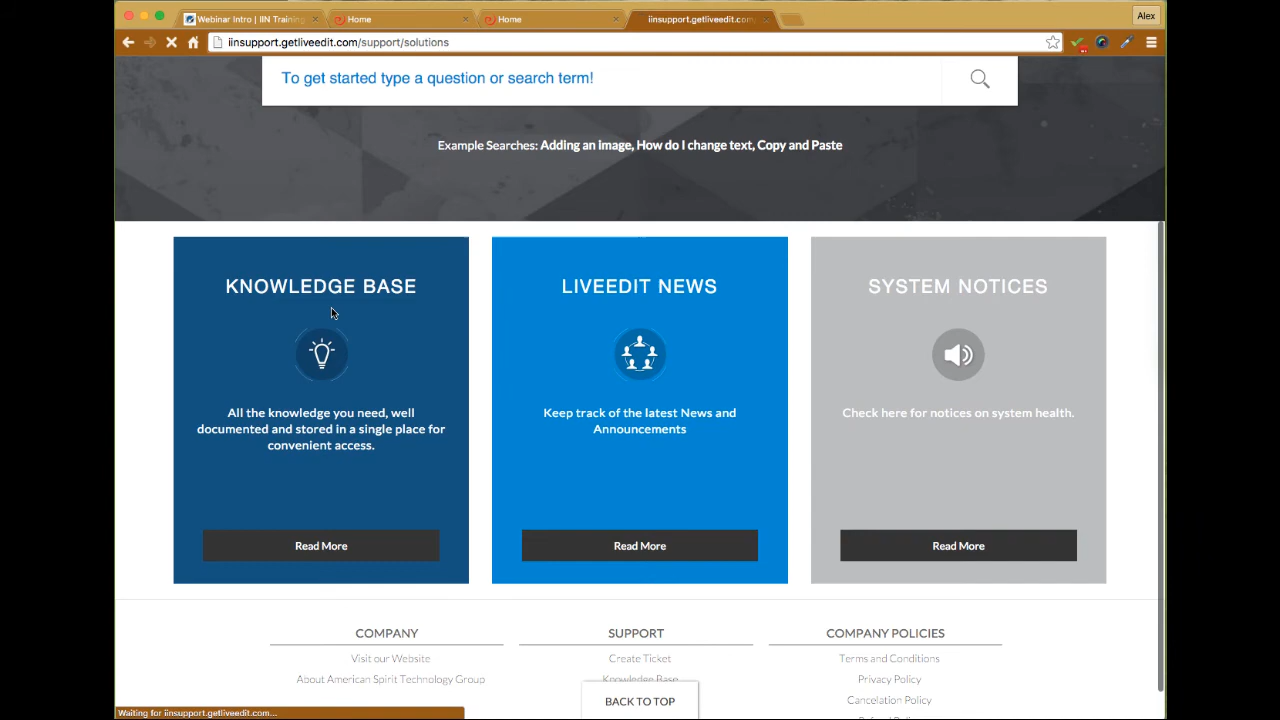 Webinar Intro | IIN Training
Home
Home
iinsupport.getliveedit.com/
Alex
iinsupport.getliveedit.com/support/solutions
To get started type a question or search term!
Example Searches: Adding an image, How do I change text, Copy and Paste
KNOWLEDGE BASE
All the knowledge you need, well
documented and stored in a single place for
convenient access.
Read More
LIVEEDIT NEWS
Keep track of the latest News and
Announcements
Read More
SYSTEM NOTICES
Check here for notices on system health.
Read More
COMPANY
Visit our Website
About American Spirit Technology Group
SUPPORT
Create Ticket
Knowledge Base
COMPANY POLICIES
Terms and Conditions
Privacy Policy
Cancelation Policy
BACK TO TOP
Waiting for iinsupport.getliveedit.com...